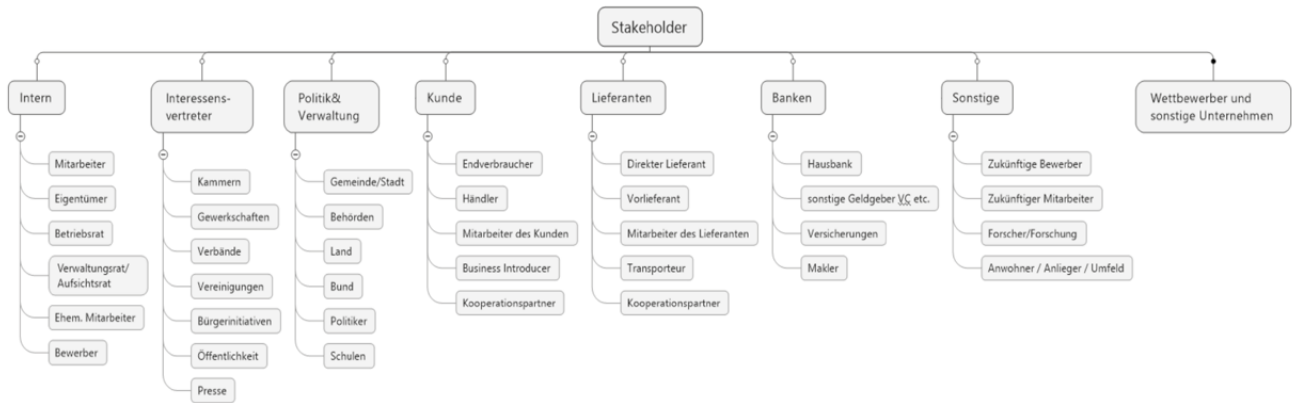 Stakeholder
Intern
Mitarbeiter
Eigentümer
Betriebsrat
Verwaltungsrat/
Aufsichtsrat
Ehem. Mitarbeiter
Bewerber
Interessens-
vertreter
Kammern
Gewerkschaften
Verbände
Vereinigungen
Bürgerinitiativen
Öffentlichkeit
Presse
Politik&
Verwaltung
Gemeinde/Stadt
Behörden
Land
Bund
Politiker
Schulen
Kunde
Endverbraucher
Händler
Mitarbeiter des Kunden
Business Introducer
Kooperationspartner
Lieferanten
Direkter Lieferant
Vorlieferant
Mitarbeiter des Lieferanten
Transporteur
Kooperationspartner
Banken
Hausbank
sonstige Geldgeber VC etc.
Versicherungen
Makler
Sonstige
Zukünftige Bewerber
Zukünftiger Mitarbeiter
Forscher/Forschung
Anwohner / Anlieger / Umfeld
Wettbewerber und
sonstige Unternehmen